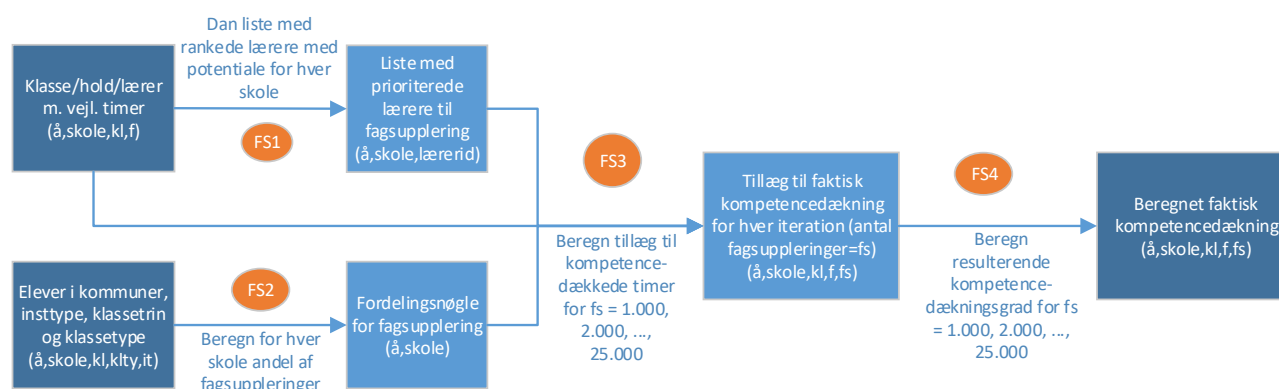 Klasse/hold/lærer
m. vejl. timer
(å,skole,kl,f)
Dan liste med
rankede lærere med
potentiale for hver
skole
FS1
Liste med
prioriterede
lærere til
fagsupplering
(å,skole,lærerid)
Elever i kommuner,
insttype, klassetrin
og klassetype
(å,skole,kl,klty,it)
FS2
Beregn for hver
skole andel af
fagsuppleringer
Fordelingsnøgle
for fagsupplering
(å,skole)
FS3
Beregn tillæg til
kompetence-
dækkede timer
for fs = 1.000,
2.000, ...,
25.000
Tillæg til faktisk
kompetencedækning
for hver iteration (antal
fagsuppleringer=fs)
(å,skole,kl,f,fs)
FS4
Beregn
resulterende
kompetence-
dækningsgrad for fs
= 1.000, 2.000, ...,
25.000
Beregnet faktisk
kompetencedækning
(å,skole,kl,f,fs)